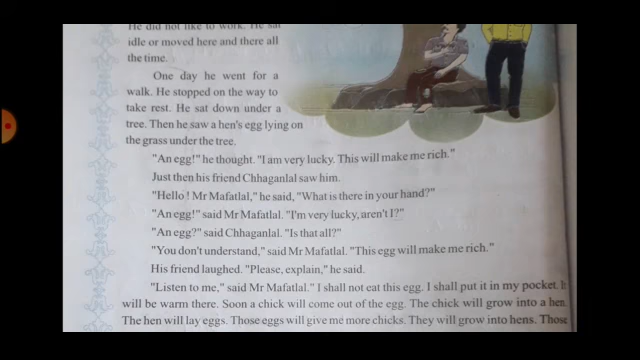 He did not like to work. He sat
idle or moved here and there all
the time.
One day he went for a
walk. He stopped on the way to
take rest. He sat down under a
tree. Then he saw a hen's egg lying on
the grass under the tree.
"An egg!" he thought. "I am very lucky. This will make me rich."
Just then his friend Chhaganlal saw him.
"Hello ! Mr Mafatlal," he said, "What is there in your hand?"
"An egg!" said Mr Mafatlal. "I'm very lucky, aren't I?"
"An egg?" said Chhaganlal. "Is that all?"
"You don't understand," said Mr Mafatlal. "This egg will make me rich."
His friend laughed. "Please, explain," he said.
"Listen to me," said Mr Mafatlal." I shall not eat this egg. I shall put it in my pocket. It
will be warm there. Soon a chick will come out of the egg. The chick will grow into a hen.
The hen will lay eggs. Those eggs will give me more chicks. They will grow into hens. Those